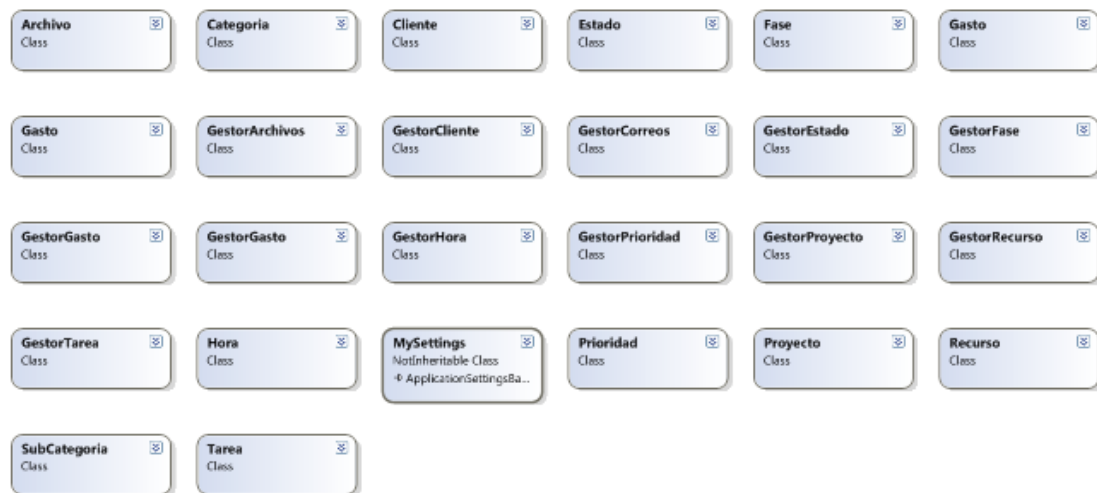 Archivo
Class
Categoria
Class
Cliente
Class
Estado
Class
Fase
Class
Gasto
Class
Gasto
Class
GestorArchivos
Class
GestorCliente
Class
GestorCorreos
Class
GestorEstado
Class
GestorFase
Class
GestorGasto
Class
GestorGasto
Class
GestorHora
Class
GestorPrioridad
Class
GestorProyecto
Class
GestorRecurso
Class
GestorTarea
Class
Hora
Class
MySettings
NotInheritable Class
ApplicationSettingsBa...
Prioridad
Class
Proyecto
Class
Recurso
Class
SubCategoria
Class
Tarea
Class